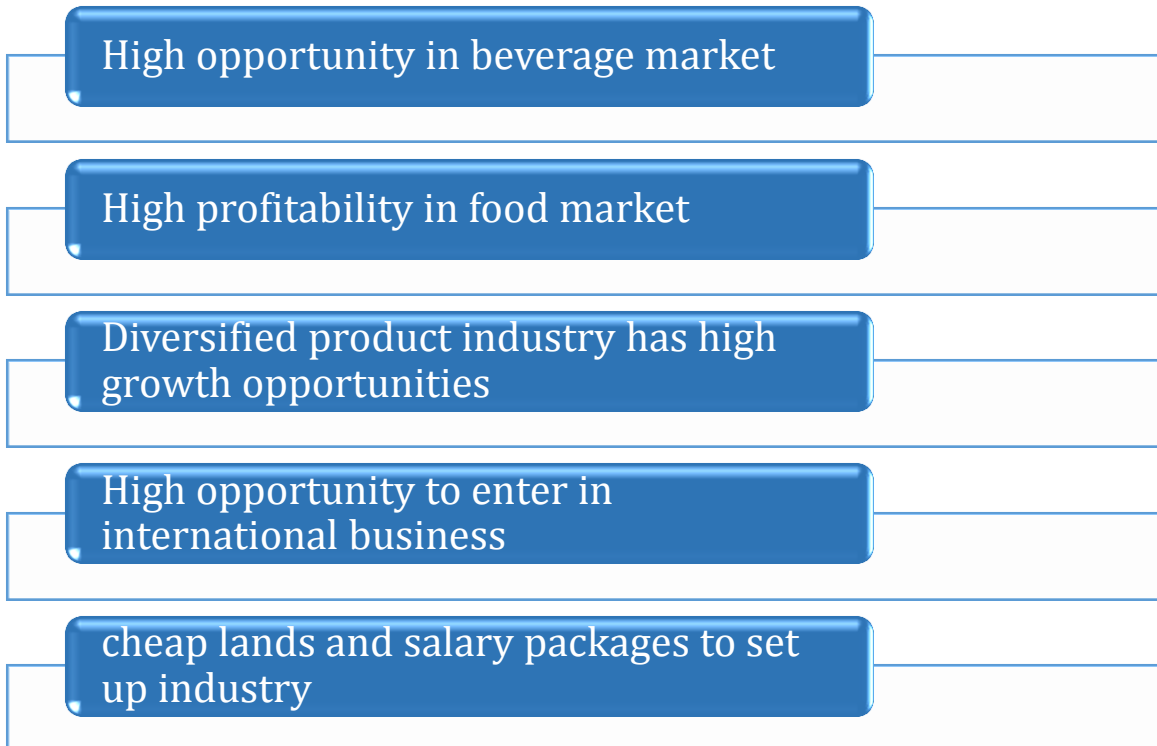 High opportunity in beverage market
High profitability in food market
Diversified product industry has high
growth opportunities
High opportunity to enter in
international business
cheap lands and salary packages to set
up industry